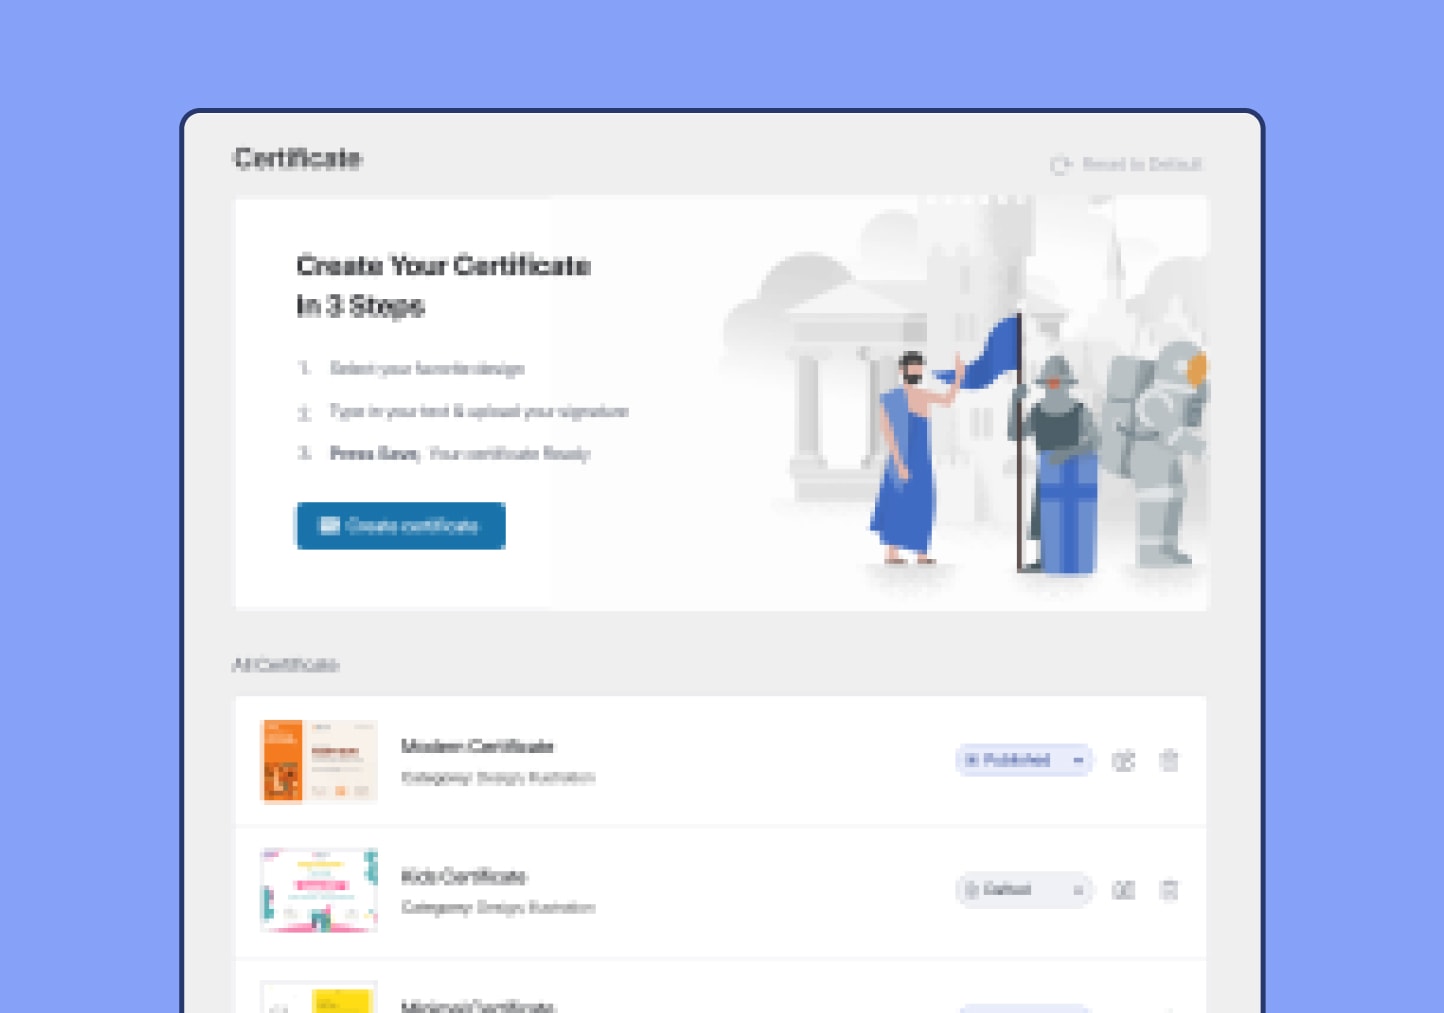 Certificate
Reset to Default
Create Your Certificate
in 3 Steps
1. Select your favorite design
2. Type in your text & upload your signature
3. Press Save, Your certificate Ready
Create certificate
All Certificate
Modern Certificate
Category: Design, Illustration
Published
Kids Certificate
Category: Design, Illustration
Minimal Certificate